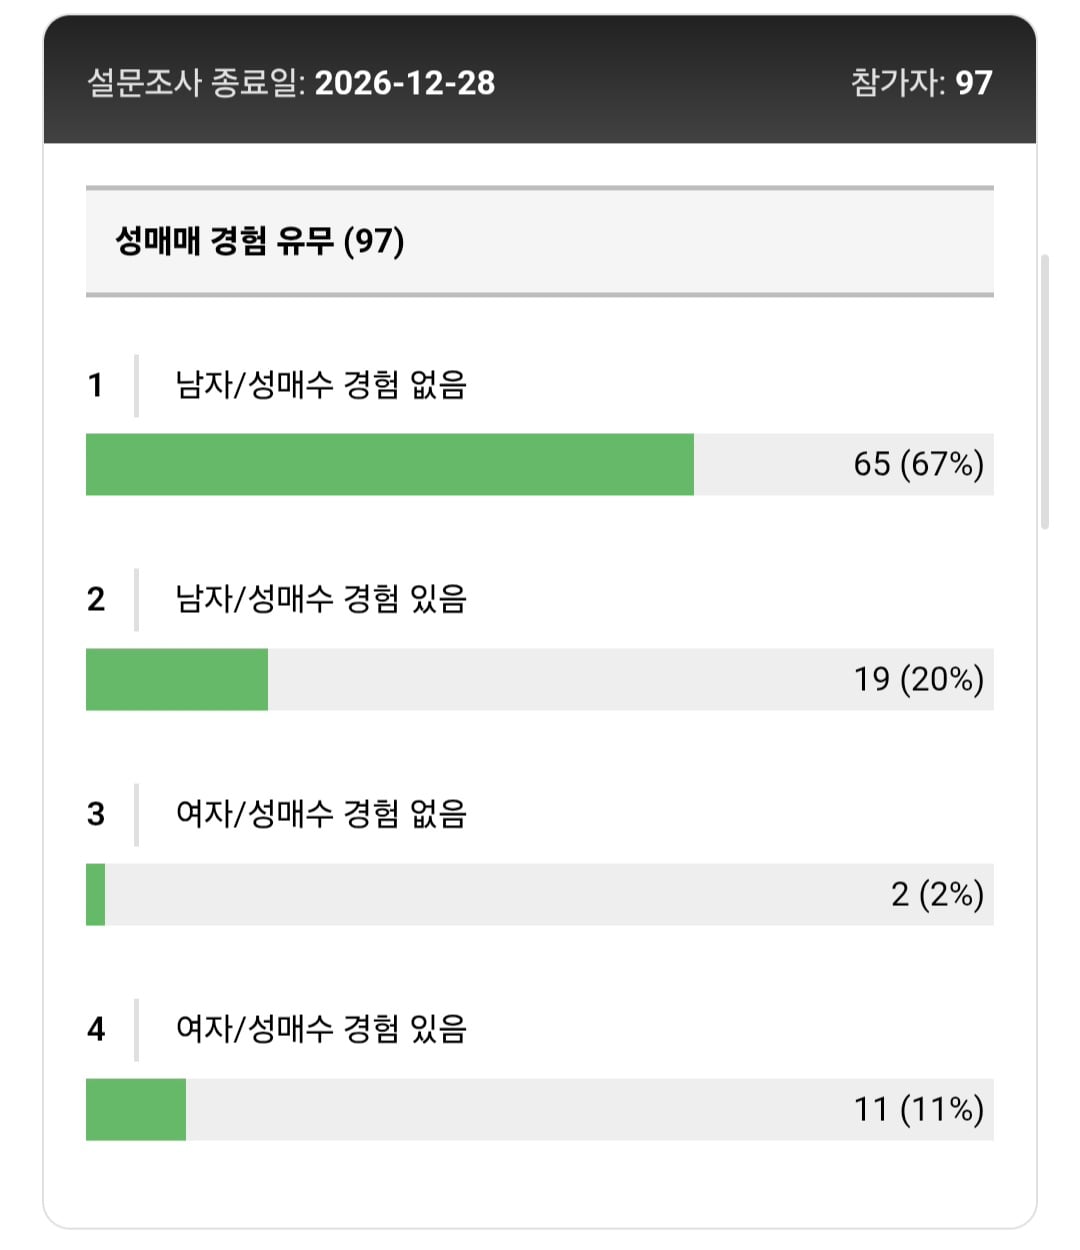 설문조사 종료일: 2026-12-28 참가자: 97
성매매 경험 유무 (97)
1 남자/성매수 경험 없음
65 (67%)
2 남자/성매수 경험 있음
19 (20%)
3 여자/성매수 경험 없음
2 (2%)
4 여자/성매수 경험 있음
11 (11%)